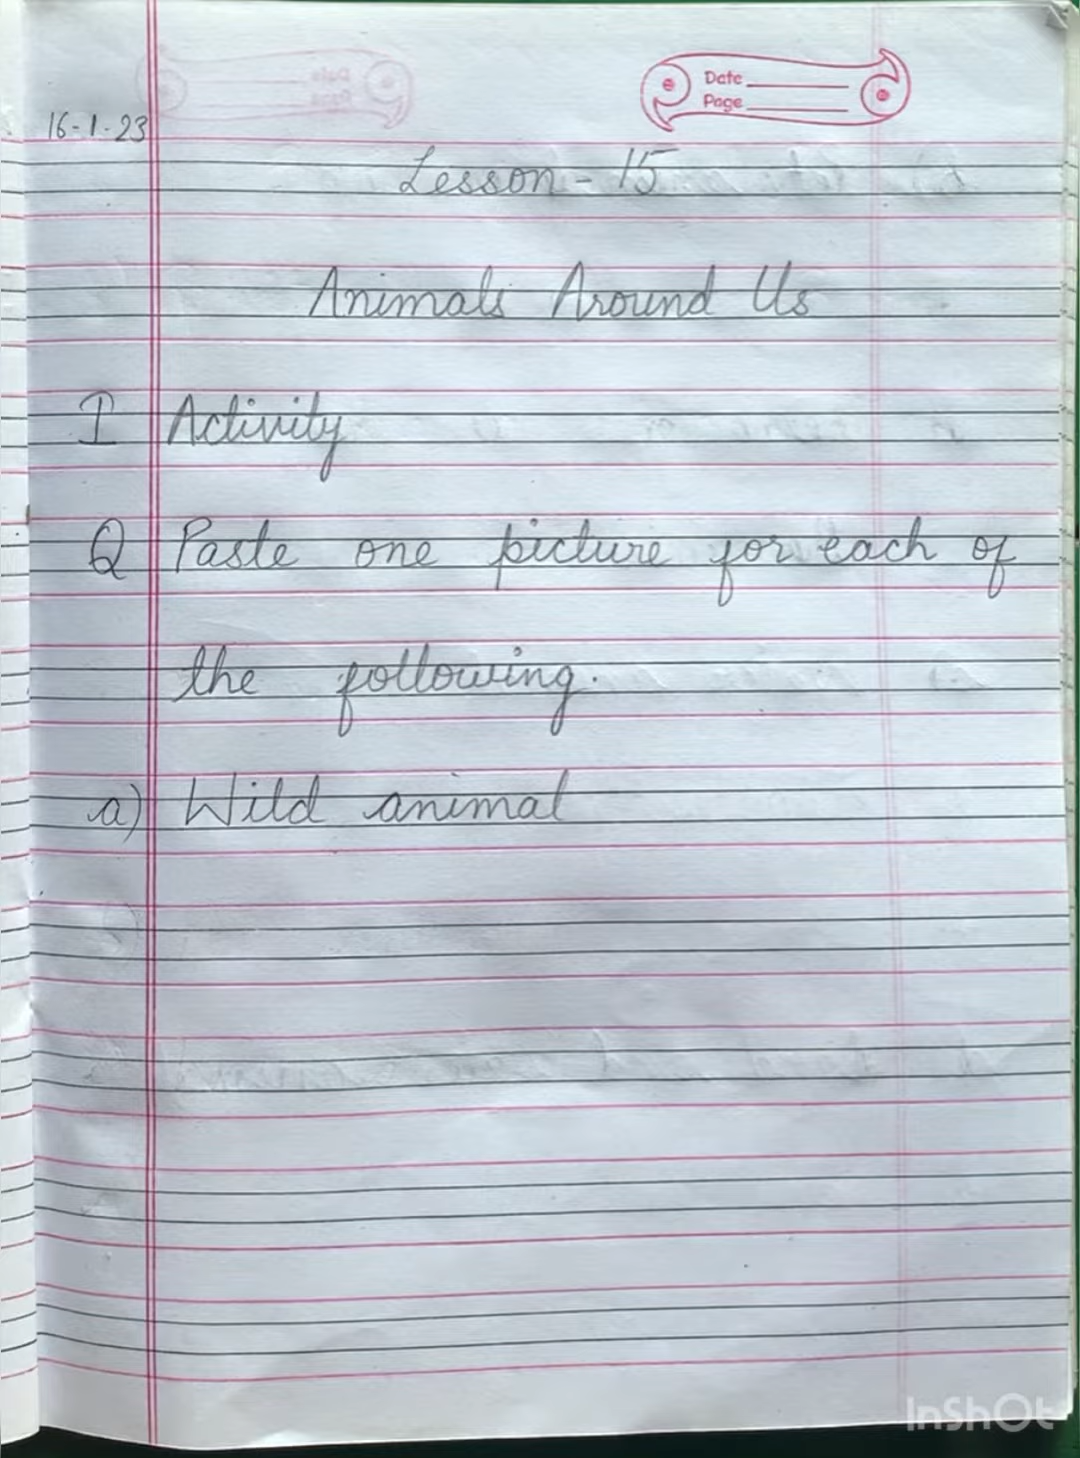 Date
Page
16-1-23
Lesson - 15
Animals Around Us
I Activity
Q Paste one picture for each of
the following.
a) Wild animal
InShOt